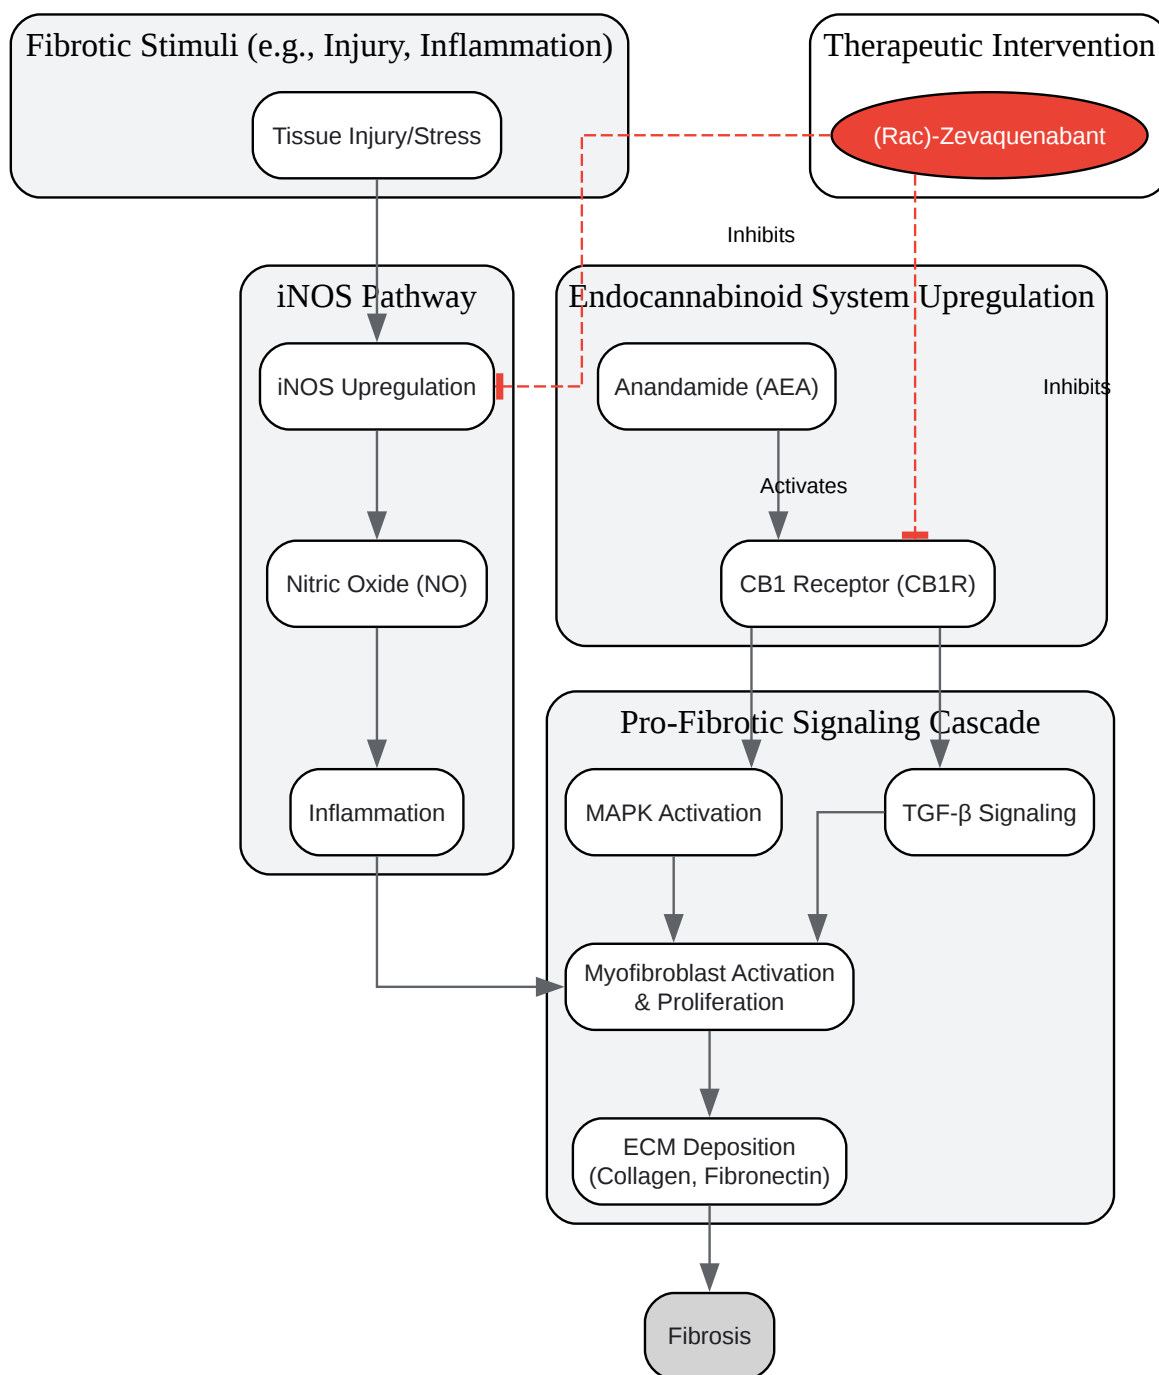 Fibrotic Stimuli (e.g., Injury, Inflammation)
Therapeutic Intervention
Tissue Injury/Stress
(Rac)-Zevaquenabant
Inhibits
iNOS Pathway
Endocannabinoid System Upregulation
iNOS Upregulation
Anandamide (AEA)
Inhibits
Activates
Nitric Oxide (NO)
CB1 Receptor (CB1R)
Pro-Fibrotic Signaling Cascade
Inflammation
MAPK Activation
TGF-β Signaling
Myofibroblast Activation
& Proliferation
ECM Deposition
(Collagen, Fibronectin)
Fibrosis